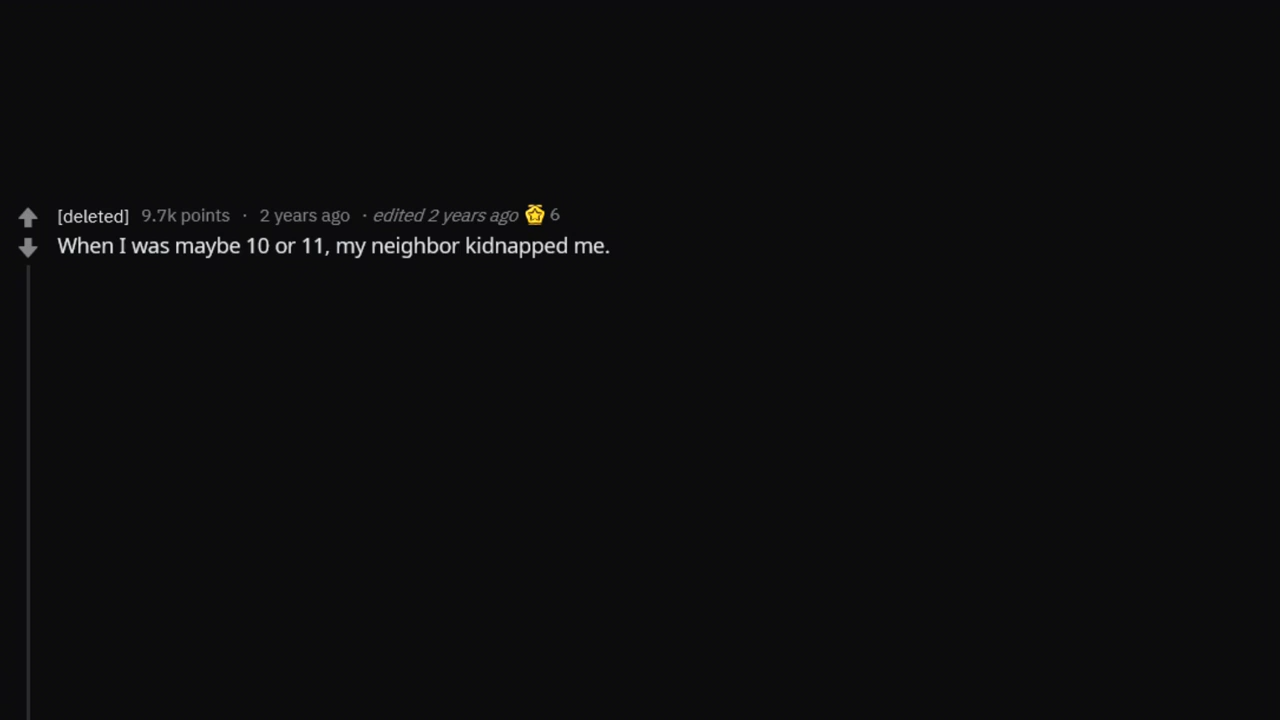 [deleted] 9.7k points · 2 years ago · edited 2 years ago 6
When I was maybe 10 or 11, my neighbor kidnapped me.